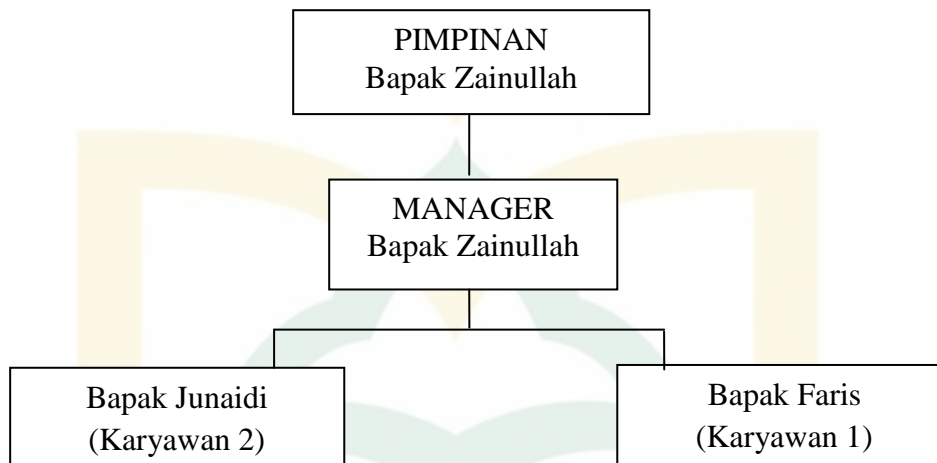 PIMPINAN
Bapak Zainullah
MANAGER
Bapak Zainullah
Bapak Junaidi
(Karyawan 2)
Bapak Faris
(Karyawan 1)